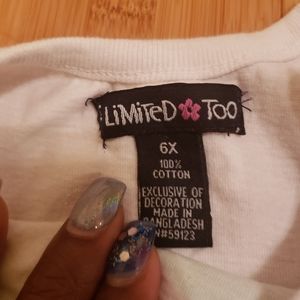 LiMiTeD TOO
6X
100%
COTTON
EXCLUSIVE OF
DECORATION
MADE IN
BANGLADESH
RN#59123